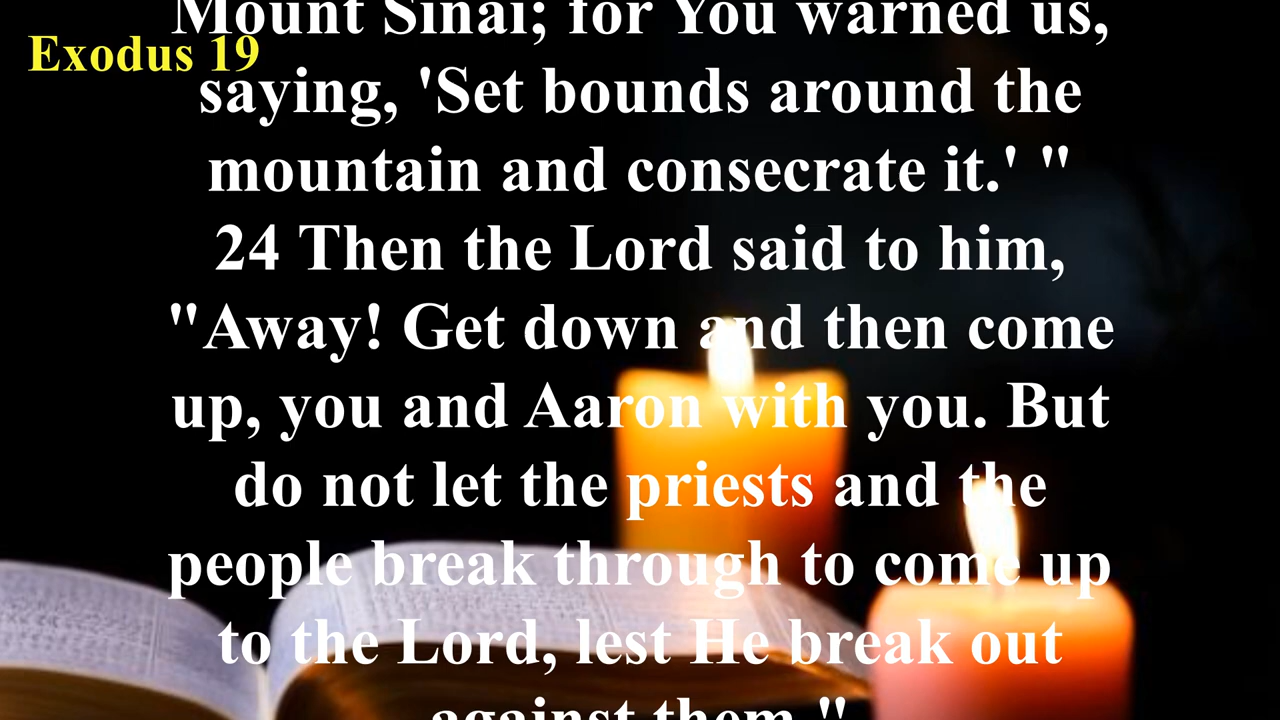 Exodus 19
Mount Sinai; for You warned us,
saying, 'Set bounds around the
mountain and consecrate it.' "
24 Then the Lord said to him,
"Away! Get down and then come
up, you and Aaron with you. But
do not let the priests and the
people break through to come up
to the Lord, lest He break out
against them."